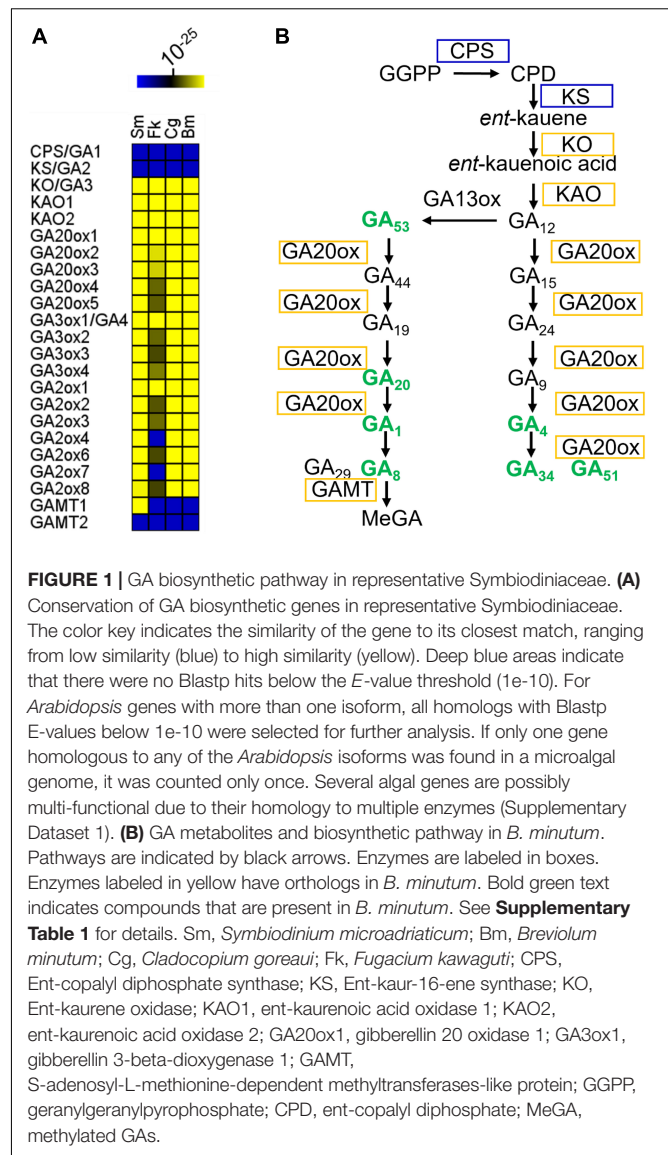 A
B
10-25
Sm
Fk
Cg
Bm
CPS/GA1
KS/GA2
KO/GA3
KAO1
KAO2
GA20ox1
GA20ox2
GA20ox3
GA20ox4
GA20ox5
GA3ox1/GA4
GA3ox2
GA3ox3
GA3ox4
GA2ox1
GA2ox2
GA2ox3
GA2ox4
GA2ox6
GA2ox7
GA2ox8
GAMT1
GAMT2
CPS
GGPP
CPD
KS
ent-kauene
KO
ent-kauenoic acid
GA13ox
KAO
GA53
GA12
GA20ox
GA20ox
GA44
GA15
GA20ox
GA20ox
GA19
GA24
GA20ox
GA20ox
GA20
GA9
GA20ox
GA20ox
GA1
GA4
GA20ox
GA29
GA8
GA34
GA51
GAMT
MeGA
FIGURE 1 | GA biosynthetic pathway in representative Symbiodiniaceae. (A)
Conservation of GA biosynthetic genes in representative Symbiodiniaceae.
The color key indicates the similarity of the gene to its closest match, ranging
from low similarity (blue) to high similarity (yellow). Deep blue areas indicate
that there were no Blastp hits below the E-value threshold (1e-10). For
Arabidopsis genes with more than one isoform, all homologs with Blastp
E-values below 1e-10 were selected for further analysis. If only one gene
homologous to any of the Arabidopsis isoforms was found in a microalgal
genome, it was counted only once. Several algal genes are possibly
multi-functional due to their homology to multiple enzymes (Supplementary
Dataset 1). (B) GA metabolites and biosynthetic pathway in B. minutum.
Pathways are indicated by black arrows. Enzymes are labeled in boxes.
Enzymes labeled in yellow have orthologs in B. minutum. Bold green text
indicates compounds that are present in B. minutum. See Supplementary
Table 1 for details. Sm, Symbiodinium microadriaticum; Bm, Breviolum
minutum; Cg, Cladocopium goreaui; Fk, Fugacium kawaguti; CPS,
Ent-copalyl diphosphate synthase; KS, Ent-kaur-16-ene synthase; KO,
Ent-kaurene oxidase; KAO1, ent-kaurenoic acid oxidase 1; KAO2,
ent-kaurenoic acid oxidase 2; GA20ox1, gibberellin 20 oxidase 1; GA3ox1,
gibberellin 3-beta-dioxygenase 1; GAMT,
S-adenosyl-L-methionine-dependent methyltransferases-like protein; GGPP,
geranylgeranylpyrophosphate; CPD, ent-copalyl diphosphate; MeGA,
methylated GAs.